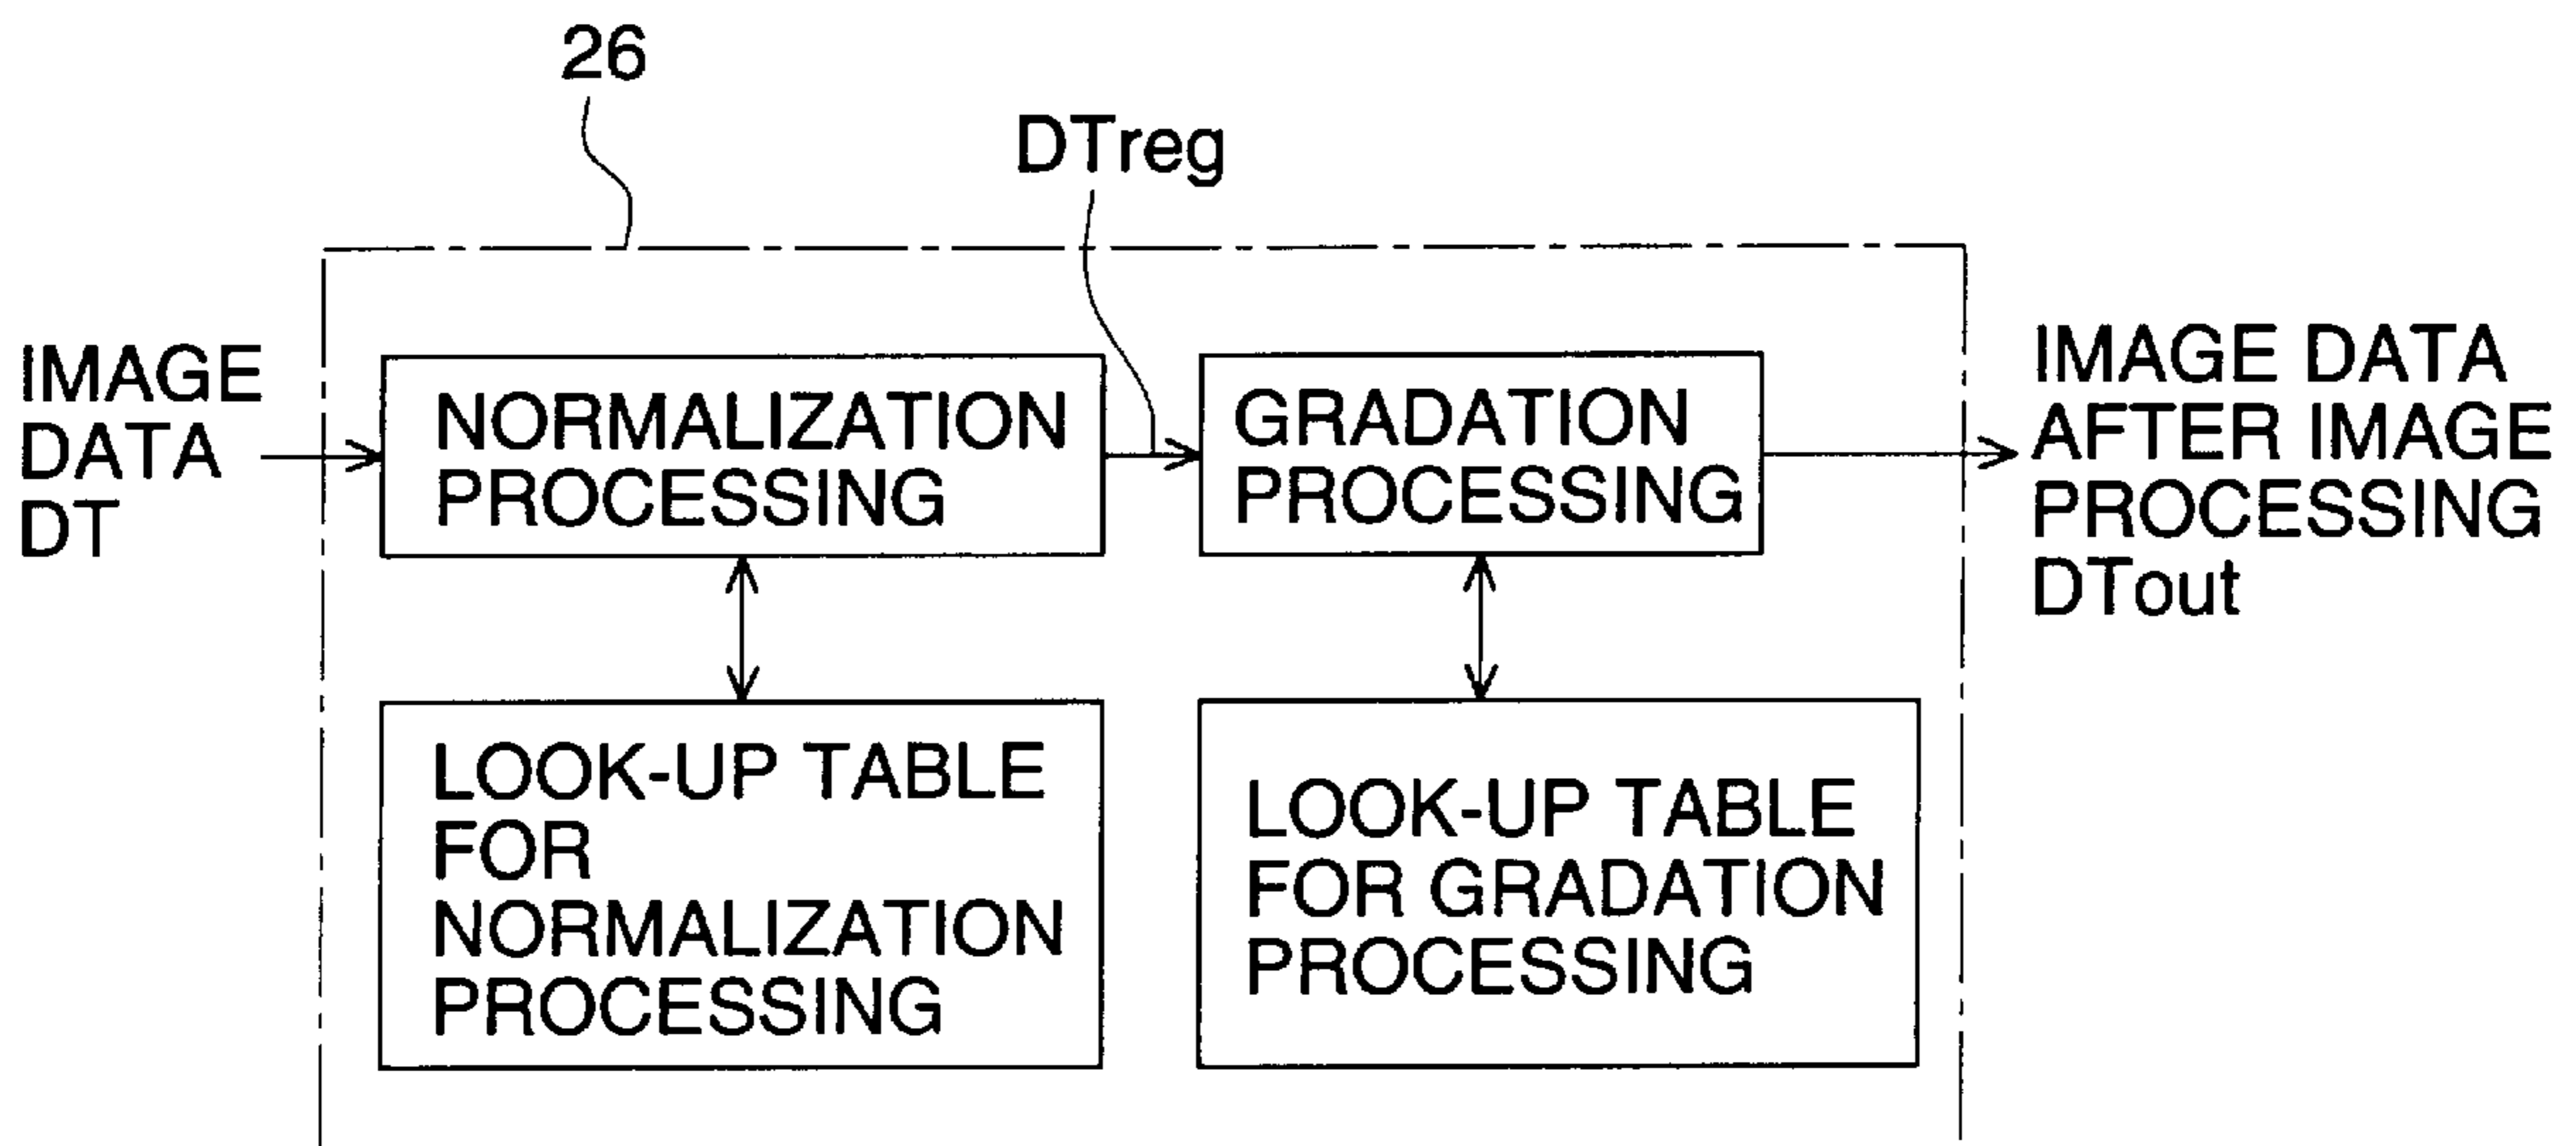 26
DTreg
IMAGE
DATA
DT
NORMALIZATION
PROCESSING
GRADATION
PROCESSING
IMAGE DATA
AFTER IMAGE
PROCESSING
DTout
LOOK-UP TABLE
FOR
NORMALIZATION
PROCESSING
LOOK-UP TABLE
FOR GRADATION
PROCESSING